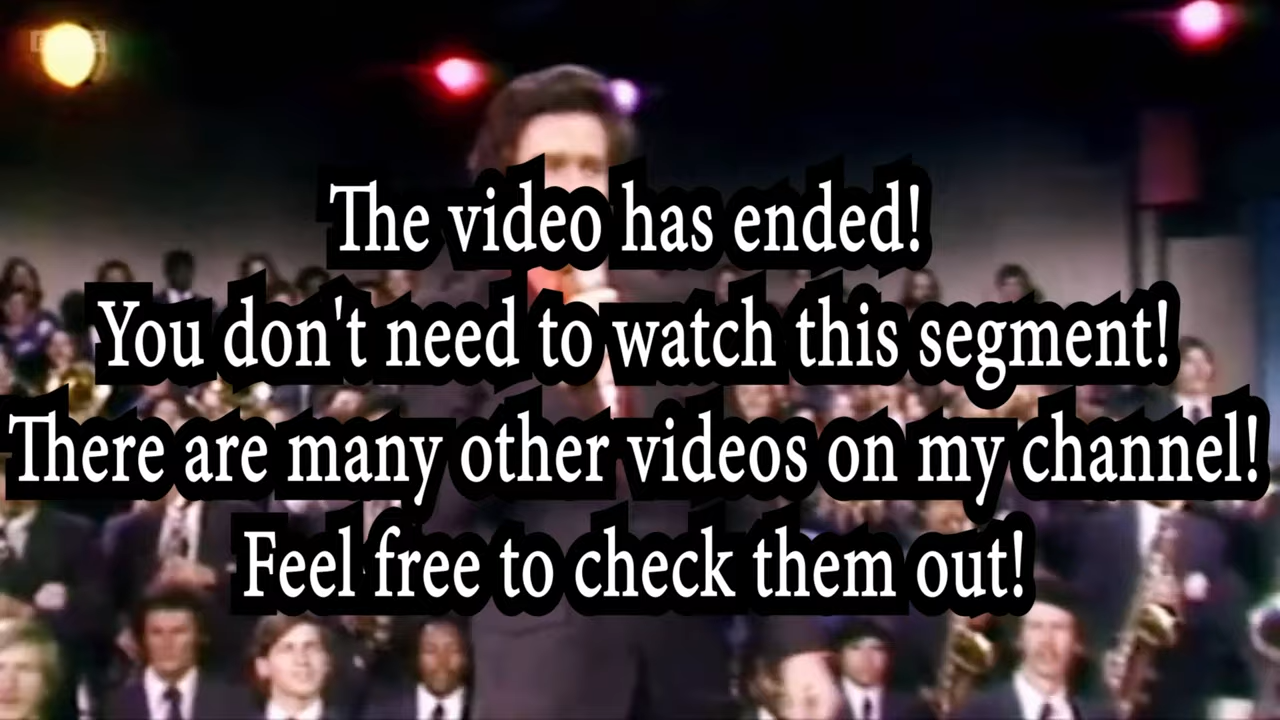 The video has ended!
You don't need to watch this segment!
There are many other videos on my channel!
Feel free to check them out!